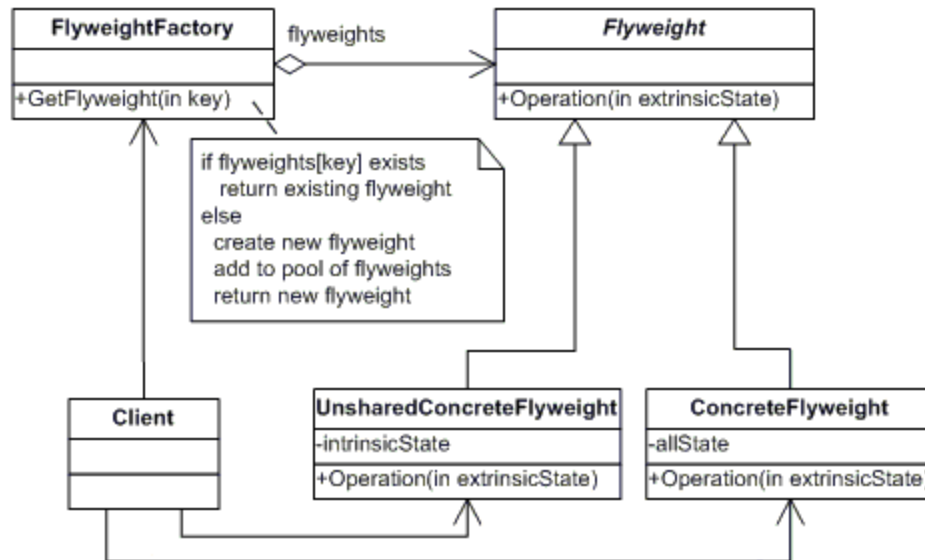 FlyweightFactory
+GetFlyweight(in key)
flyweights
Flyweight
+Operation(in extrinsicState)
if flyweights[key] exists
return existing flyweight
else
create new flyweight
add to pool of flyweights
return new flyweight
Client
UnsharedConcreteFlyweight
-intrinsicState
+Operation(in extrinsicState)
ConcreteFlyweight
-allState
+Operation(in extrinsicState)